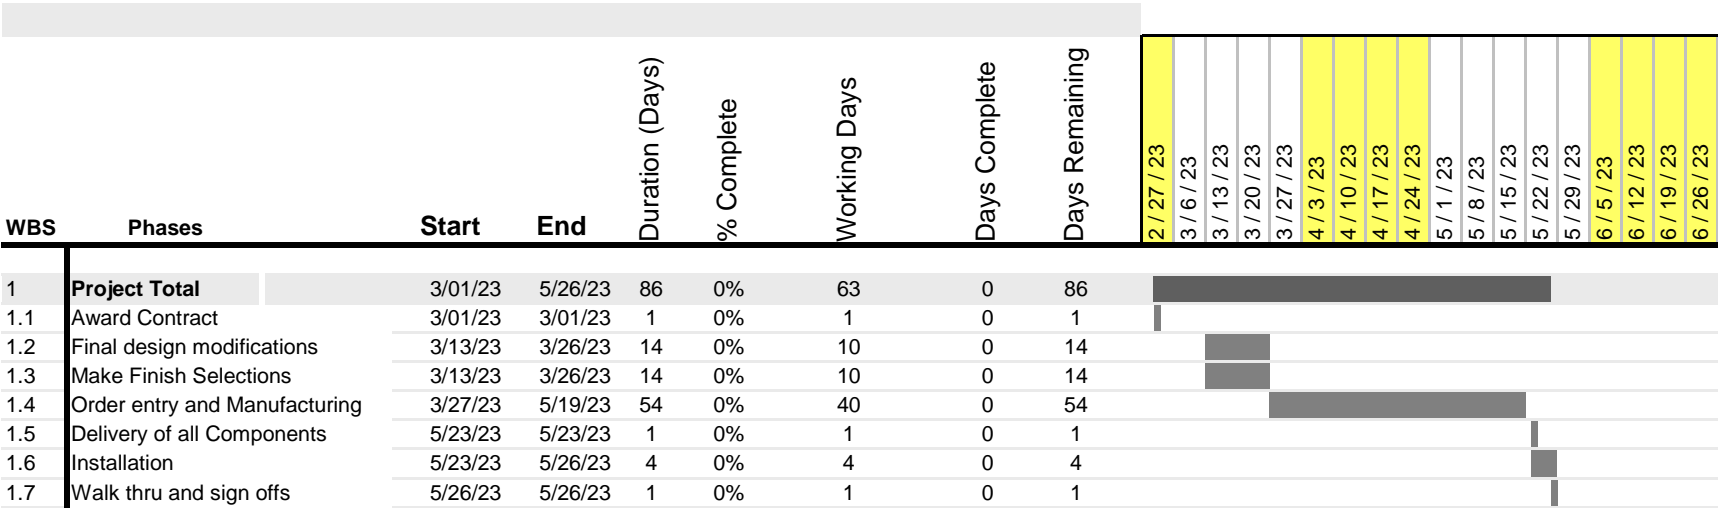 WBS Phases Start End Duration (Days) % Complete Working Days Days Complete Days Remaining 2 / 27 / 23 3 / 6 / 23 3 / 13 / 23 3 / 20 / 23 3 / 27 / 23 4 / 3 / 23 4 / 10 / 23 4 / 17 / 23 4 / 24 / 23 5 / 1 / 23 5 / 8 / 23 5 / 15 / 23 5 / 22 / 23 5 / 29 / 23 6 / 5 / 23 6 / 12 / 23 6 / 19 / 23 6 / 26 / 23
1 Project Total 3/01/23 5/26/23 86 0% 63 0 86
1.1 Award Contract 3/01/23 3/01/23 1 0% 1 0 1
1.2 Final design modifications 3/13/23 3/26/23 14 0% 10 0 14
1.3 Make Finish Selections 3/13/23 3/26/23 14 0% 10 0 14
1.4 Order entry and Manufacturing 3/27/23 5/19/23 54 0% 40 0 54
1.5 Delivery of all Components 5/23/23 5/23/23 1 0% 1 0 1
1.6 Installation 5/23/23 5/26/23 4 0% 4 0 4
1.7 Walk thru and sign offs 5/26/23 5/26/23 1 0% 1 0 1